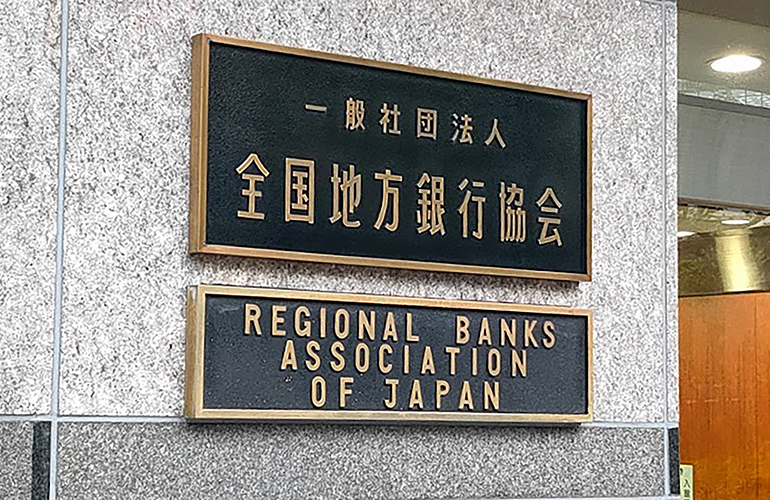 一般社団法人
全国地方銀行協会
REGIONAL BANKS
ASSOCIATION
OF JAPAN